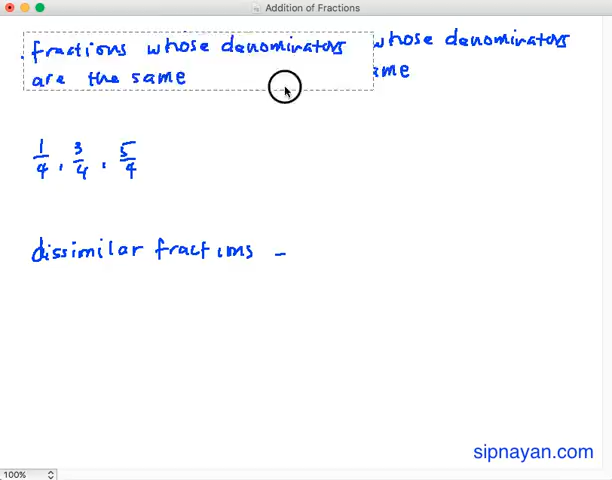 Addition of Fractions
fractions whose denominators whose denominators
are the same ame
1/4, 3/4, 5/4
dissimilar fractions –
sipnayan.com
100%